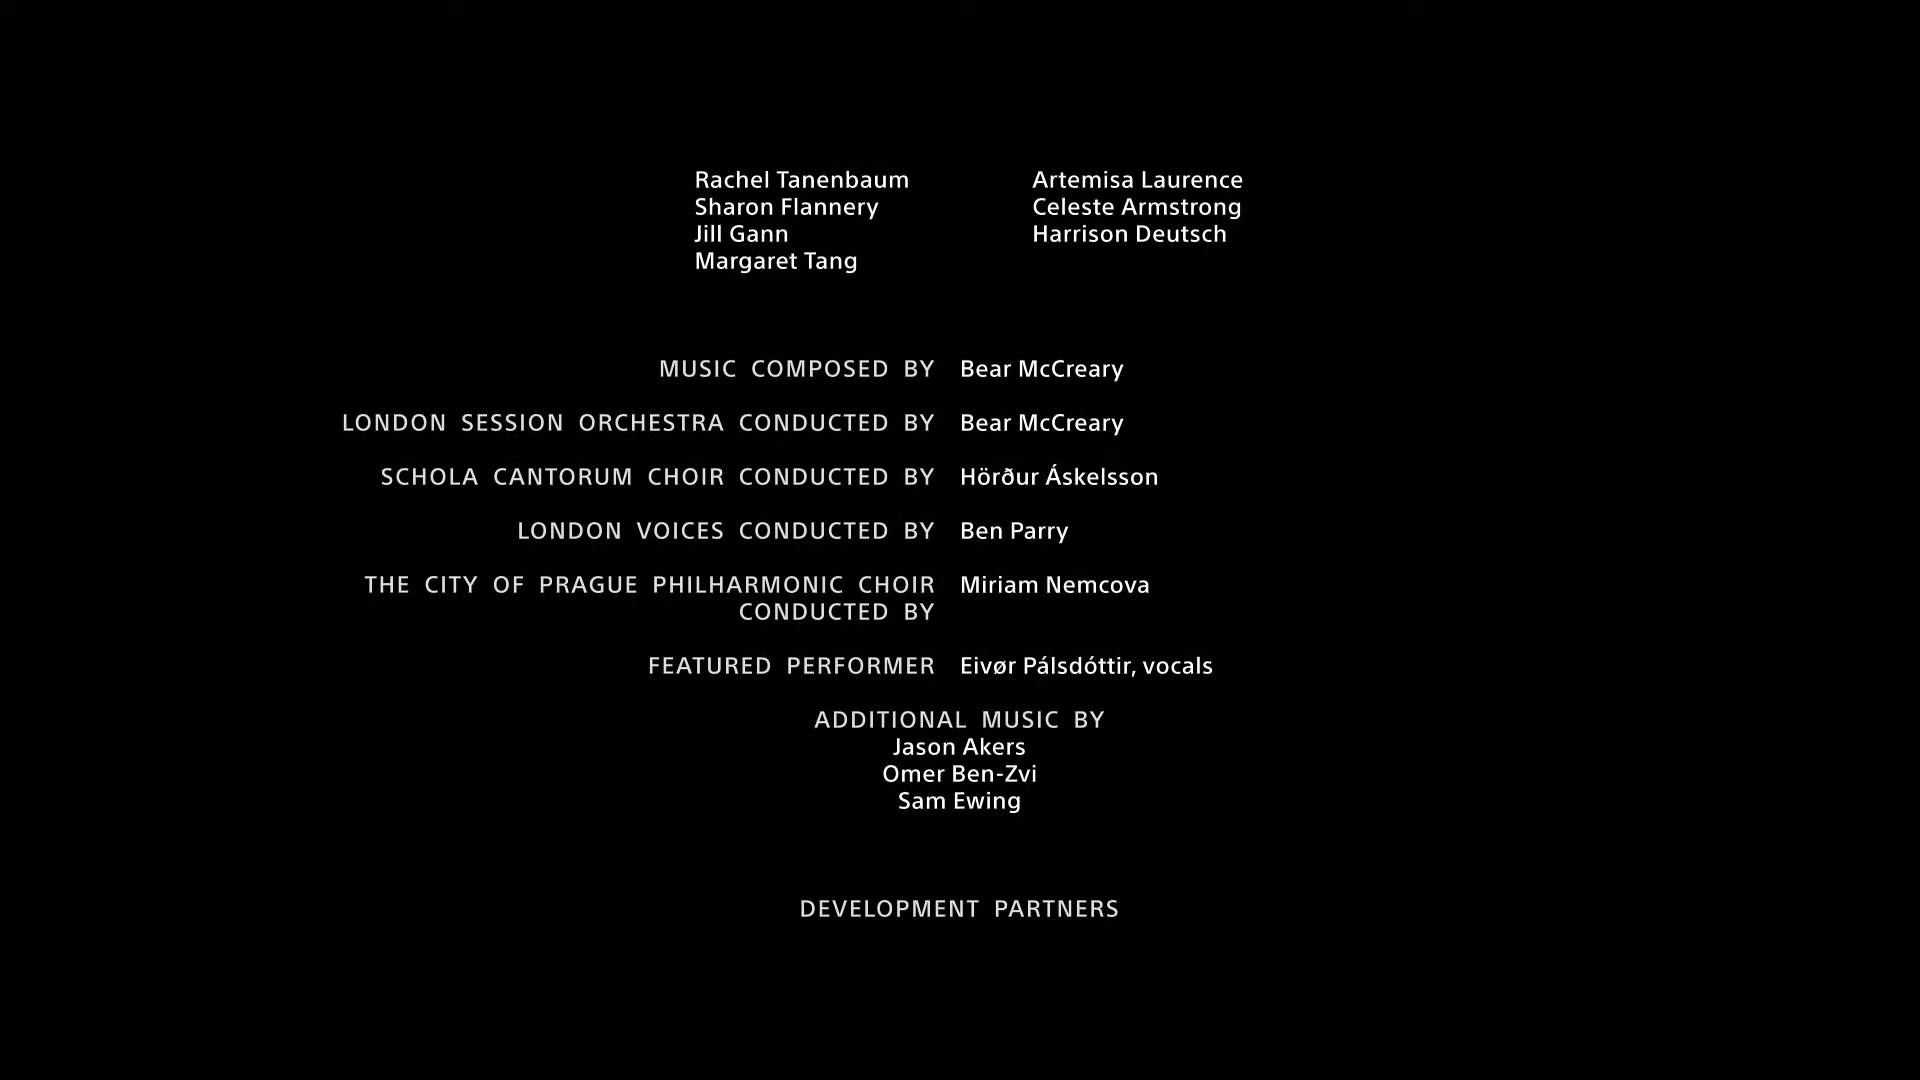 Rachel Tanenbaum Artemisa Laurence
Sharon Flannery Celeste Armstrong
Jill Gann Harrison Deutsch
Margaret Tang
MUSIC COMPOSED BY Bear McCreary
LONDON SESSION ORCHESTRA CONDUCTED BY Bear McCreary
SCHOLA CANTORUM CHOIR CONDUCTED BY Hörður Áskelsson
LONDON VOICES CONDUCTED BY Ben Parry
THE CITY OF PRAGUE PHILHARMONIC CHOIR Miriam Nemcova
CONDUCTED BY
FEATURED PERFORMER Eivør Pálsdóttir, vocals
ADDITIONAL MUSIC BY
Jason Akers
Omer Ben-Zvi
Sam Ewing
DEVELOPMENT PARTNERS